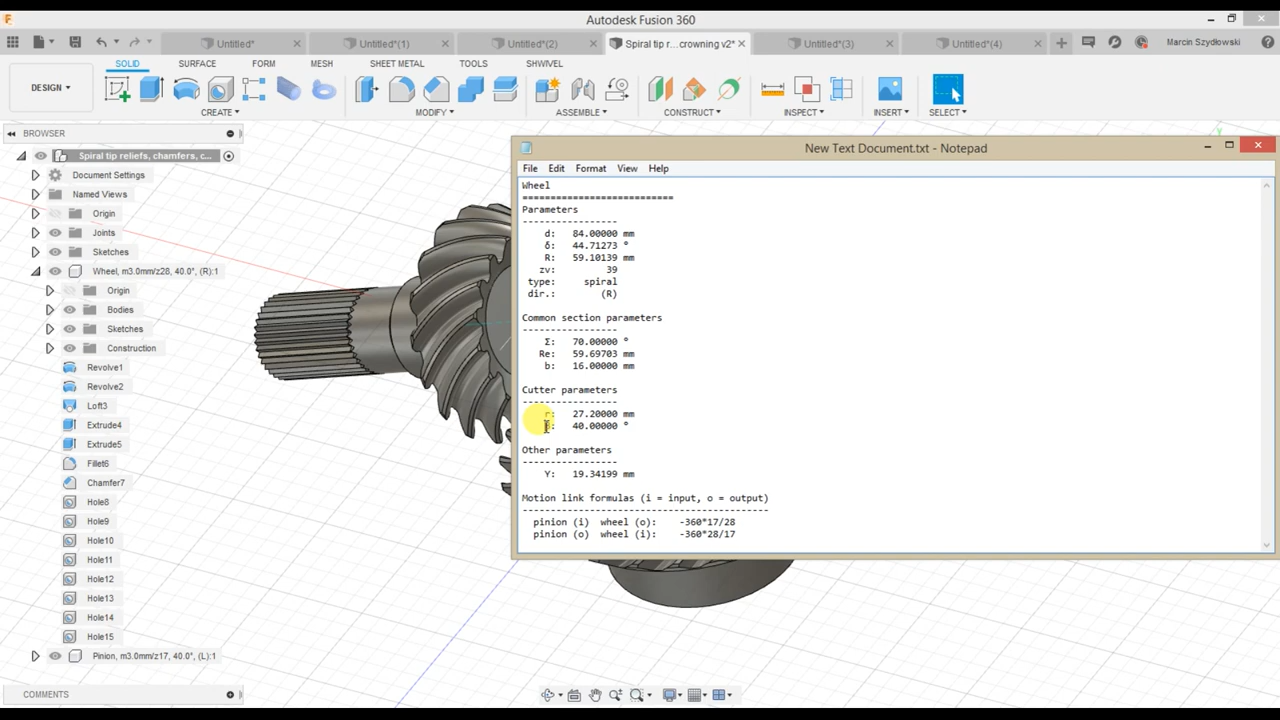 Autodesk Fusion 360
Untitled*
Untitled*(1)
Untitled*(2)
Spiral tip r...crowning v2*
Untitled*(3)
Untitled*(4)
Marcin Szydłowski
DESIGN
SOLID
SURFACE
FORM
MESH
SHEET METAL
TOOLS
SHWIVEL
CREATE
MODIFY
ASSEMBLE
CONSTRUCT
INSPECT
INSERT
SELECT
BROWSER
Spiral tip reliefs, chamfers, c...
Document Settings
Named Views
Origin
Joints
Sketches
Wheel, m3.0mm/z28, 40.0°, (R):1
Origin
Bodies
Sketches
Construction
Revolve1
Revolve2
Loft3
Extrude4
Extrude5
Fillet6
Chamfer7
Hole8
Hole9
Hole10
Hole11
Hole12
Hole13
Hole14
Hole15
Pinion, m3.0mm/z17, 40.0°, (L):1
COMMENTS
New Text Document.txt - Notepad
File Edit Format View Help
Wheel
===========================
Parameters
-----------------
d: 84.00000 mm
δ: 44.71273 °
R: 59.10139 mm
zv: 39
type: spiral
dir.: (R)
Common section parameters
-----------------
Σ: 70.00000 °
Re: 59.69703 mm
b: 16.00000 mm
Cutter parameters
-----------------
r: 27.20000 mm
: 40.00000 °
Other parameters
-----------------
Y: 19.34199 mm
Motion link formulas (i = input, o = output)
--------------------------------------------
pinion (i) wheel (o): -360*17/28
pinion (o) wheel (i): -360*28/17